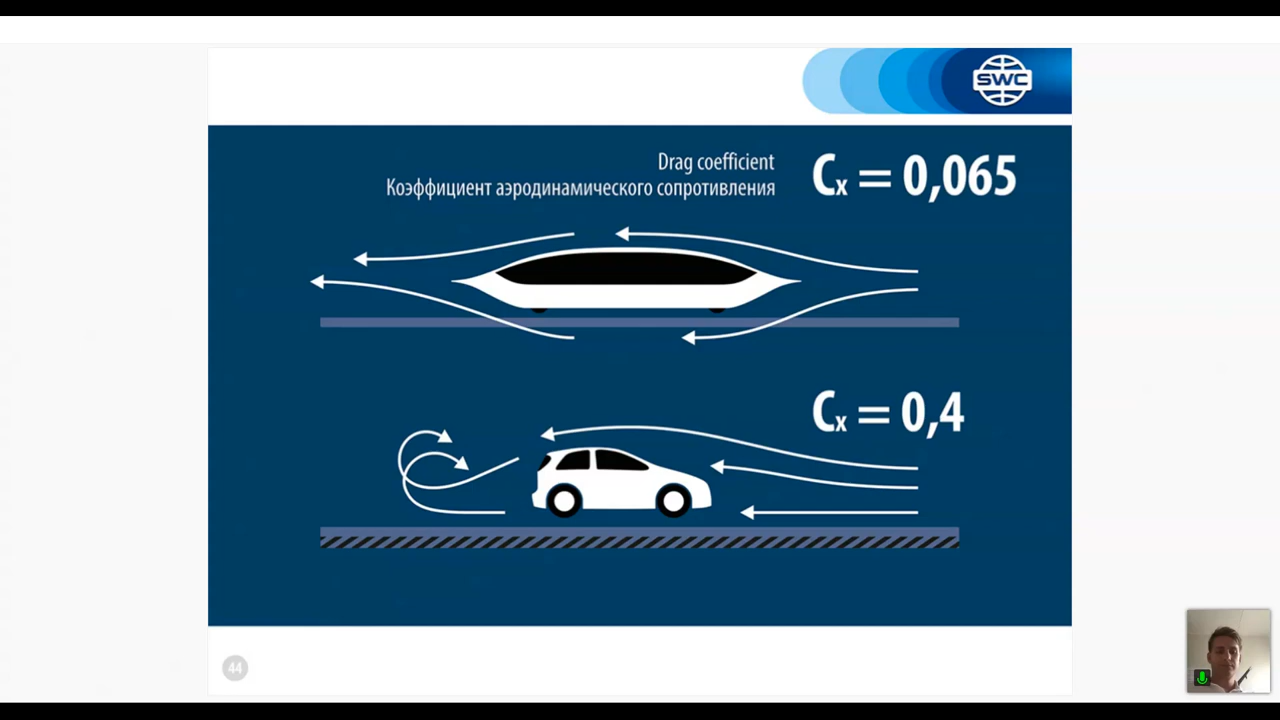 SWC
Drag coefficient
Коэффициент аэродинамического сопротивления
Cx = 0,065
Cx = 0,4
44